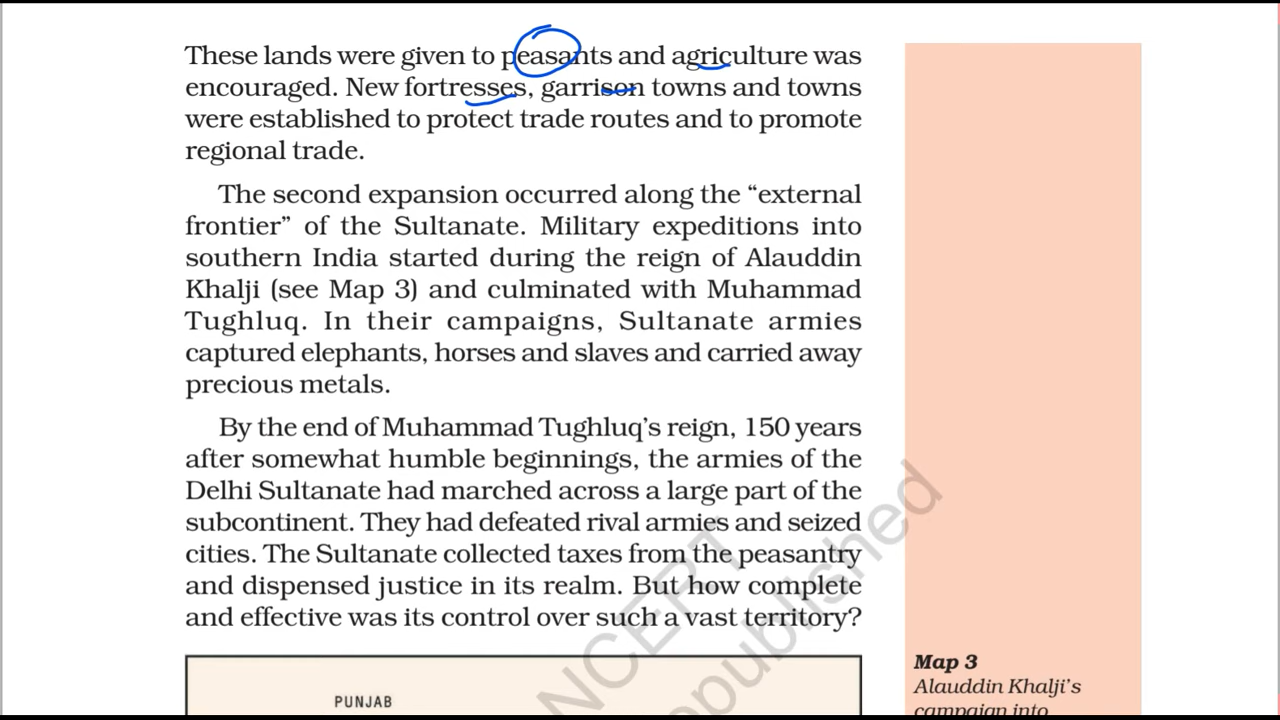 These lands were given to peasants and agriculture was
encouraged. New fortresses, garrison towns and towns
were established to protect trade routes and to promote
regional trade.
The second expansion occurred along the “external
frontier” of the Sultanate. Military expeditions into
southern India started during the reign of Alauddin
Khalji (see Map 3) and culminated with Muhammad
Tughluq. In their campaigns, Sultanate armies
captured elephants, horses and slaves and carried away
precious metals.
By the end of Muhammad Tughluq’s reign, 150 years
after somewhat humble beginnings, the armies of the
Delhi Sultanate had marched across a large part of the
subcontinent. They had defeated rival armies and seized
cities. The Sultanate collected taxes from the peasantry
and dispensed justice in its realm. But how complete
and effective was its control over such a vast territory?
PUNJAB
Map 3
Alauddin Khalji’s
campaign into
NCERT
republished